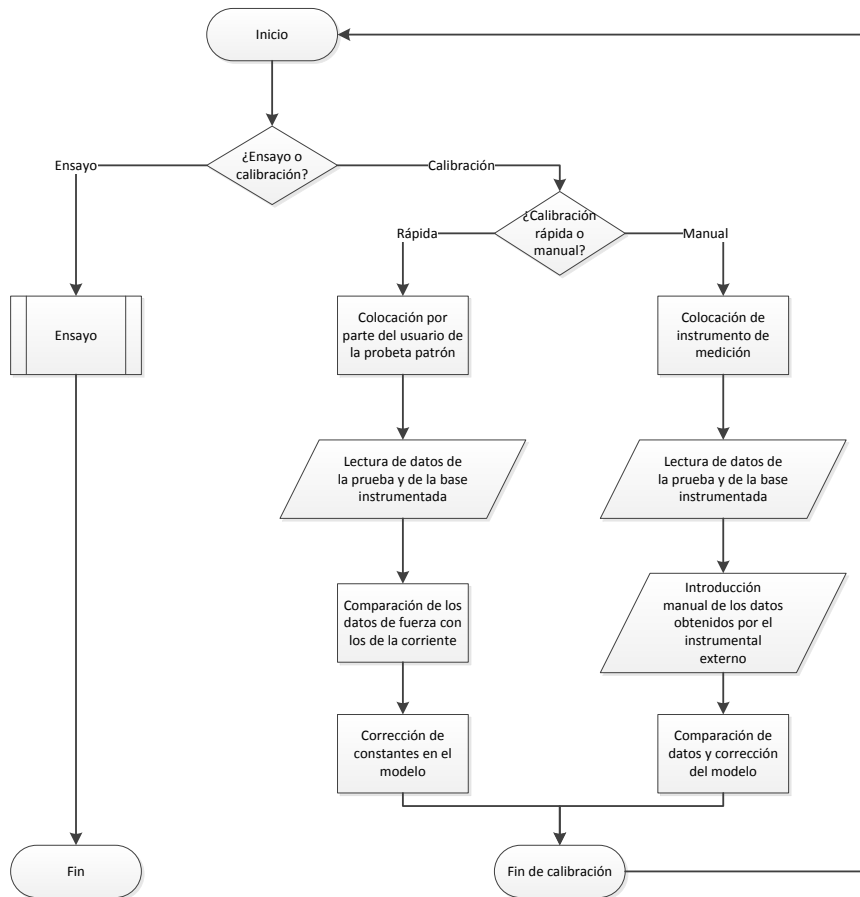 Inicio
¿Ensayo o
calibración?
Ensayo
Calibración
¿Calibración
rápida o
manual?
Rápida
Manual
Ensayo
Colocación por
parte del usuario de
la probeta patrón
Colocación de
instrumento de
medición
Lectura de datos de
la prueba y de la base
instrumentada
Lectura de datos de
la prueba y de la base
instrumentada
Comparación de los
datos de fuerza con
los de la corriente
Introducción
manual de los datos
obtenidos por el
instrumental
externo
Corrección de
constantes en el
modelo
Comparación de
datos y corrección
del modelo
Fin
Fin de calibración